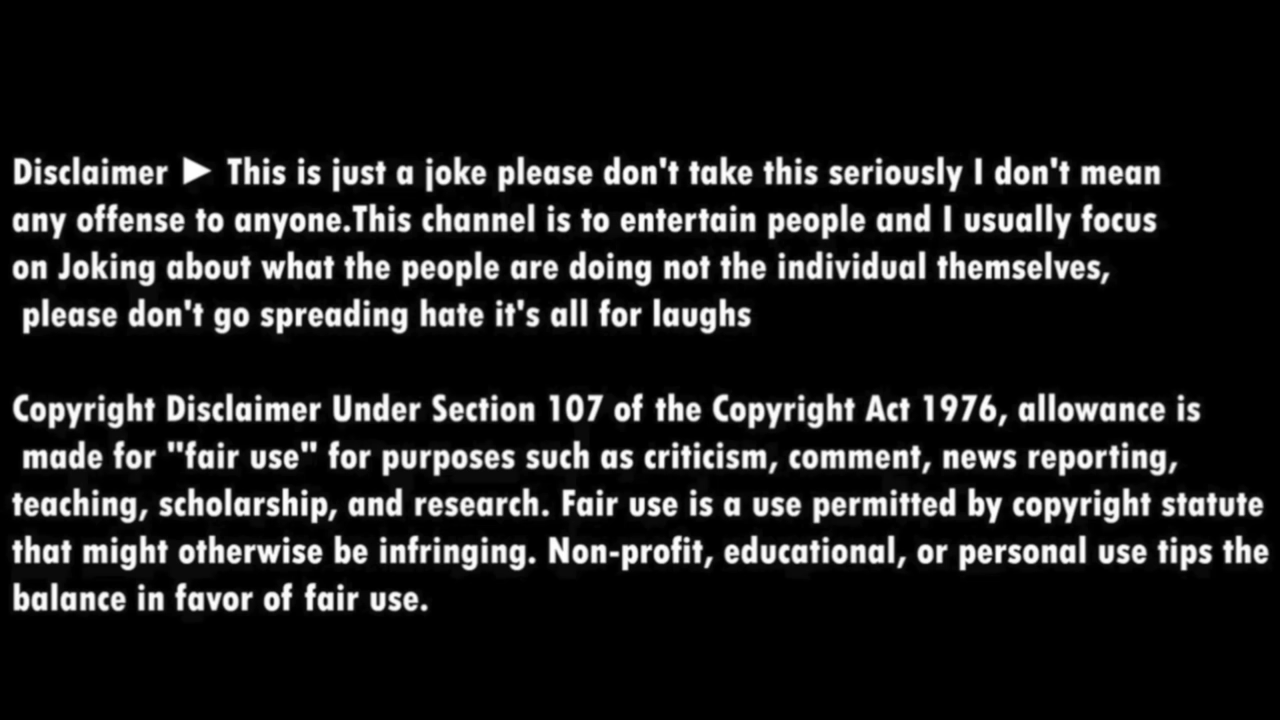 Disclaimer ► This is just a joke please don't take this seriously I don't mean
any offense to anyone.This channel is to entertain people and I usually focus
on Joking about what the people are doing not the individual themselves,
please don't go spreading hate it's all for laughs
Copyright Disclaimer Under Section 107 of the Copyright Act 1976, allowance is
made for "fair use" for purposes such as criticism, comment, news reporting,
teaching, scholarship, and research. Fair use is a use permitted by copyright statute
that might otherwise be infringing. Non-profit, educational, or personal use tips the
balance in favor of fair use.